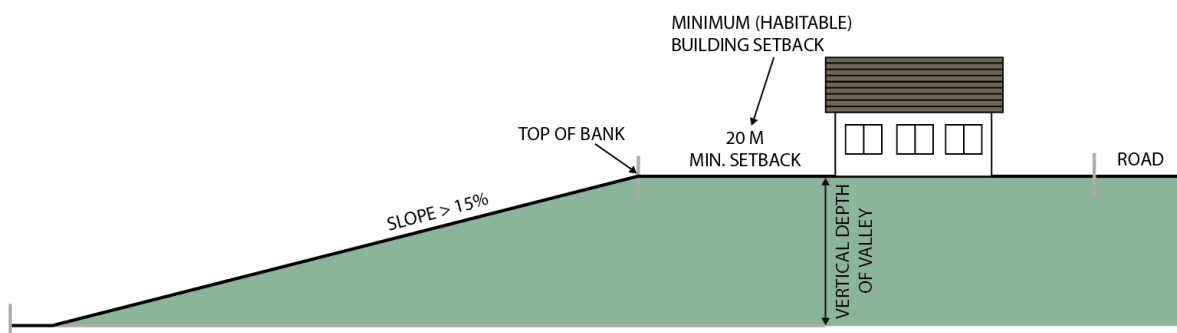 MINIMUM (HABITABLE)
BUILDING SETBACK
TOP OF BANK
20 M
MIN. SETBACK
ROAD
SLOPE > 15%
VERTICAL DEPTH
OF VALLEY